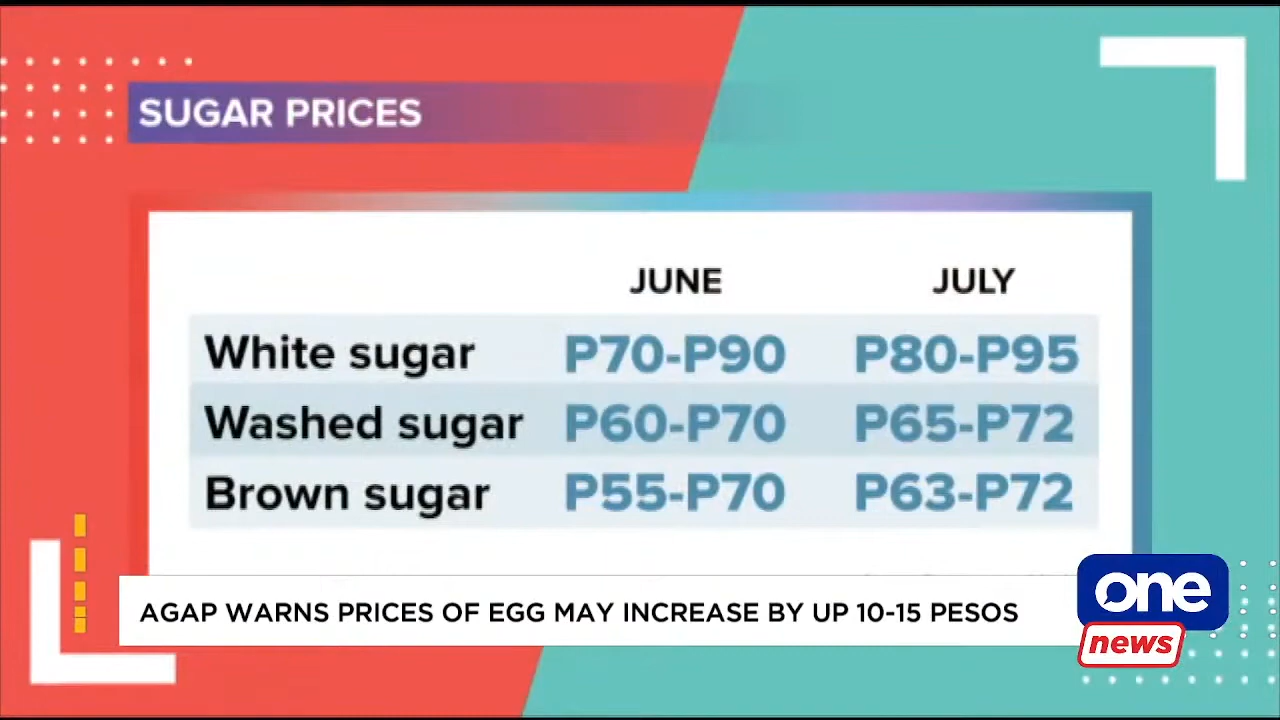 SUGAR PRICES
JUNE JULY
White sugar P70-P90 P80-P95
Washed sugar P60-P70 P65-P72
Brown sugar P55-P70 P63-P72
AGAP WARNS PRICES OF EGG MAY INCREASE BY UP 10-15 PESOS
one
news